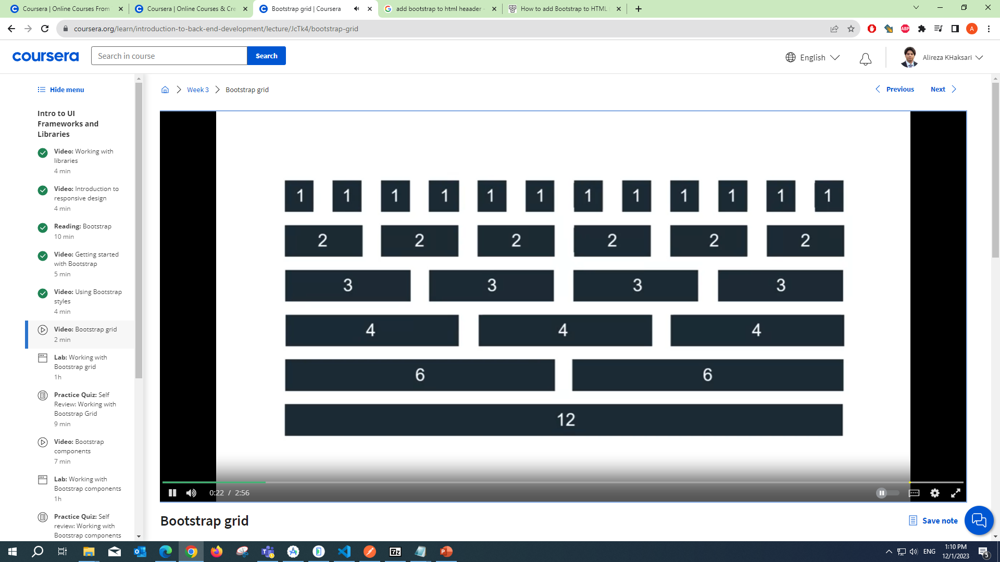 Coursera | Online Courses From
Coursera | Online Courses & Cre
Bootstrap grid | Coursera
add bootstrap to html heaader -
How to add Bootstrap to HTML
coursera.org/learn/introduction-to-back-end-development/lecture/JcTk4/bootstrap-grid
ABP
A
coursera
Search in course
Search
English
Alireza KHaksari
Hide menu
Week 3
Bootstrap grid
Previous
Next
Intro to UI
Frameworks and
Libraries
Video: Working with
libraries
4 min
Video: Introduction to
responsive design
4 min
Reading: Bootstrap
10 min
Video: Getting started
with Bootstrap
5 min
Video: Using Bootstrap
styles
4 min
Video: Bootstrap grid
2 min
Lab: Working with
Bootstrap grid
1h
Practice Quiz: Self
Review: Working with
Bootstrap Grid
9 min
Video: Bootstrap
components
7 min
Lab: Working with
Bootstrap components
1h
Practice Quiz: Self
review: Working with
Bootstrap components
1 1 1 1 1 1 1 1 1 1 1 1
2 2 2 2 2 2
3 3 3 3
4 4 4
6 6
12
0:22 / 2:56
Bootstrap grid
Save note
7z
ENG
1:10 PM
12/1/2023
5